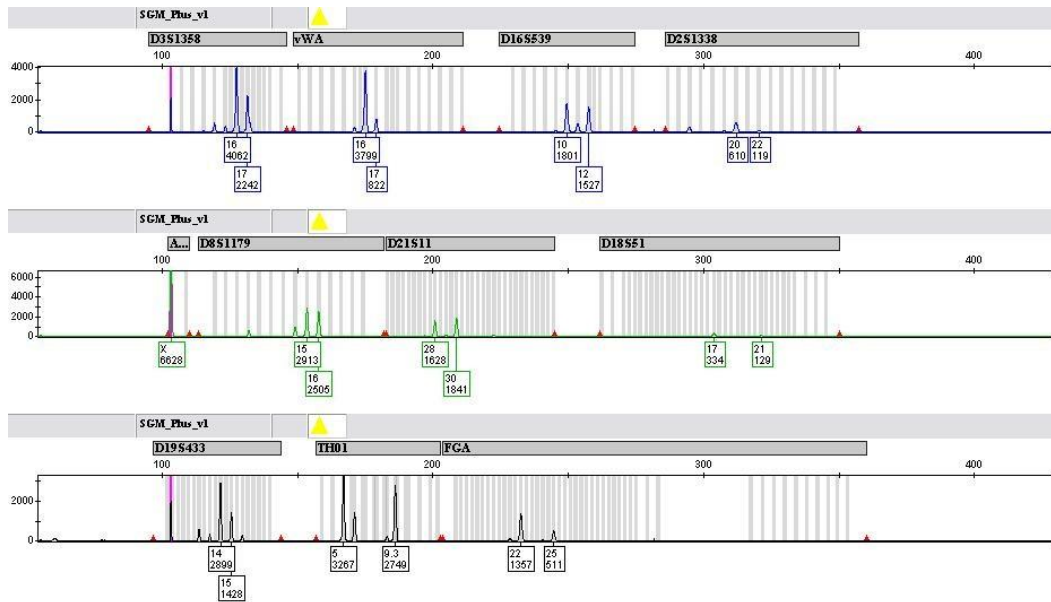 SGM_Plus_v1
D3S1358 vWA D16S539 D2S1338
100 200 300 400
4000
2000
0
16 16 10 20 22
4062 3799 1801 610 119
17 17 12
2242 822 1527
SGM_Plus_v1
A... D8S1179 D21S11 D18S51
100 200 300 400
6000
4000
2000
0
X 15 28 17 21
6628 2913 1628 334 129
16 30
2505 1841
SGM_Plus_v1
D19S433 TH01 FGA
100 200 300 400
2000
0
14 5 9.3 22 25
2899 3267 2749 1357 511
15
1428